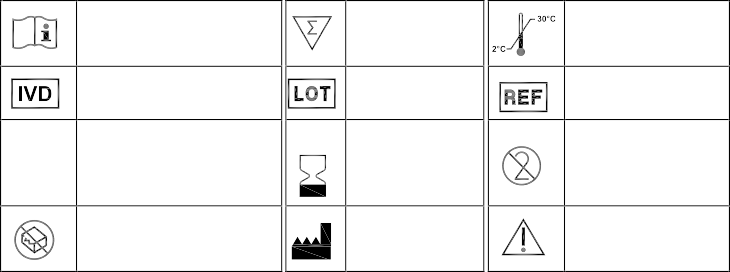 i Σ 30°C
2°C
IVD LOT REF
2
!